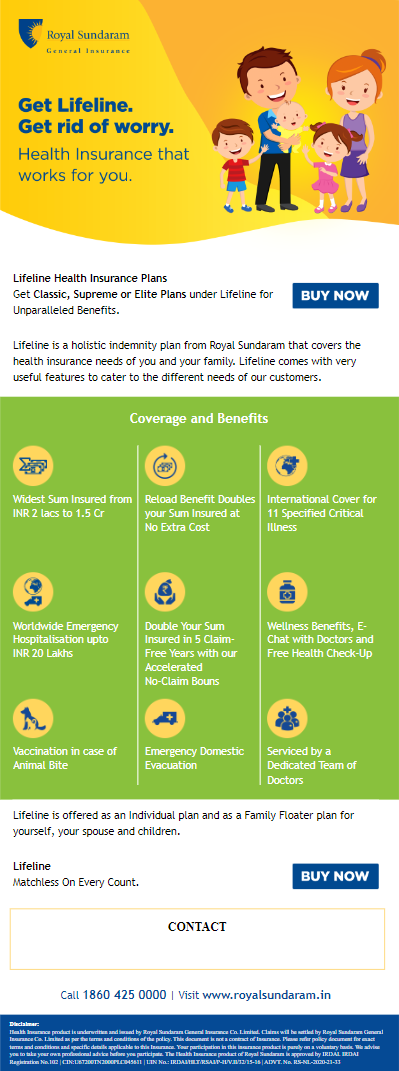 Royal Sundaram
General Insurance
Get Lifeline.
Get rid of worry.
Health Insurance that
works for you.
Lifeline Health Insurance Plans
Get Classic, Supreme or Elite Plans under Lifeline for
Unparalleled Benefits.
BUY NOW
Lifeline is a holistic indemnity plan from Royal Sundaram that covers the
health insurance needs of you and your family. Lifeline comes with very
useful features to cater to the different needs of our customers.
Coverage and Benefits
Widest Sum Insured from
INR 2 lacs to 1.5 Cr
Reload Benefit Doubles
your Sum Insured at
No Extra Cost
International Cover for
11 Specified Critical
Illness
Worldwide Emergency
Hospitalisation upto
INR 20 Lakhs
Double Your Sum
Insured in 5 Claim-
Free Years with our
Accelerated
No-Claim Bouns
Wellness Benefits, E-
Chat with Doctors and
Free Health Check-Up
Vaccination in case of
Animal Bite
Emergency Domestic
Evacuation
Serviced by a
Dedicated Team of
Doctors
Lifeline is offered as an Individual plan and as a Family Floater plan for
yourself, your spouse and children.
Lifeline
Matchless On Every Count.
BUY NOW
CONTACT
Call 1860 425 0000 | Visit www.royalsundaram.in
Disclaimer:
Health Insurance product is underwritten and issued by Royal Sundaram General Insurance Co. Limited. Claims will be settled by Royal Sundaram General
Insurance Co. Limited as per the terms and conditions of the policy. This document is not a contract of Insurance. Please refer policy document for exact
terms and conditions and specific details applicable to this Insurance. Your participation in this insurance product is purely on a voluntary basis. We advise
you to take your own professional advice before you participate. The Health Insurance product of Royal Sundaram is approved by IRDAI. IRDAI
Registration No.102 | CIN:U67200TN2000PLC045611 | UIN No.: IRDAI/HLT/RSAI/P-H/V.II/32/15-16 | ADVT. No. RS-NL-2020-21-33